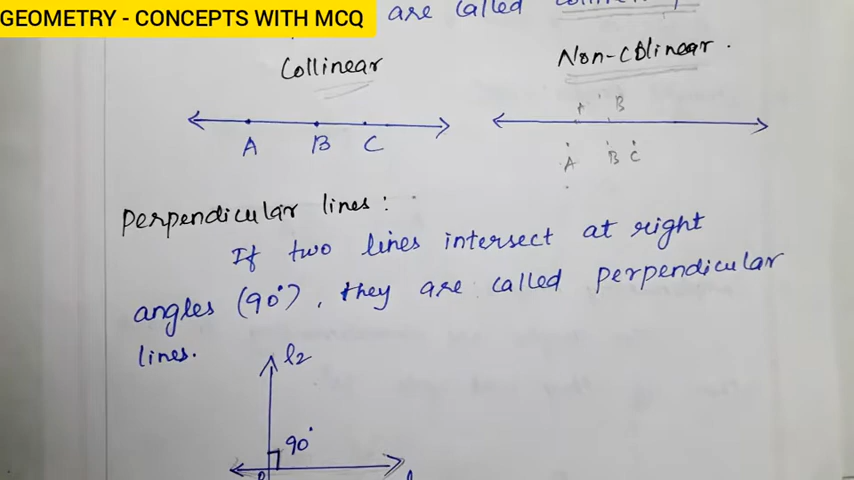 GEOMETRY - CONCEPTS WITH MCQ
are called
Collinear
Non-collinear.
A B
A B C
A B C
Perpendicular lines:
If two lines intersect at right
angles (90°), they are called perpendicular
lines.
l2
90°